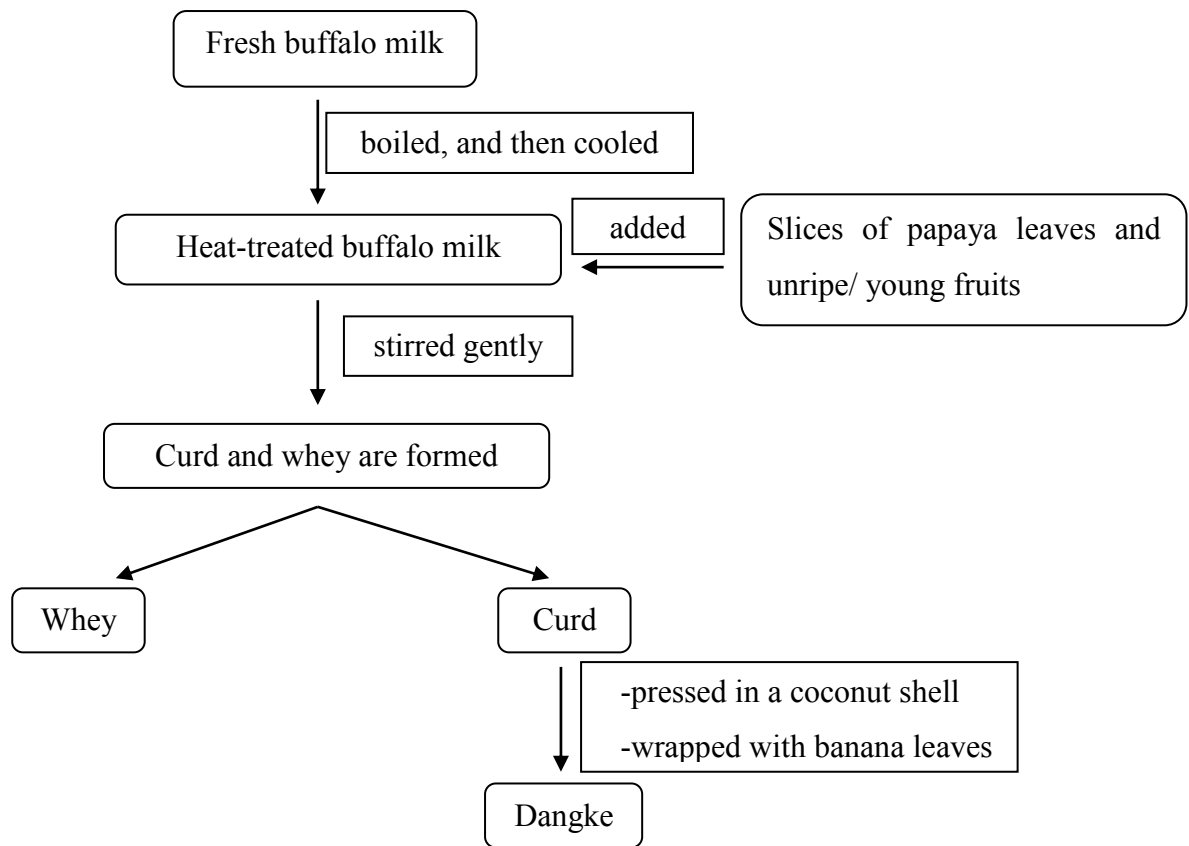 Fresh buffalo milk
boiled, and then cooled
Heat-treated buffalo milk
added
Slices of papaya leaves and
unripe/ young fruits
stirred gently
Curd and whey are formed
Whey
Curd
-pressed in a coconut shell
-wrapped with banana leaves
Dangke